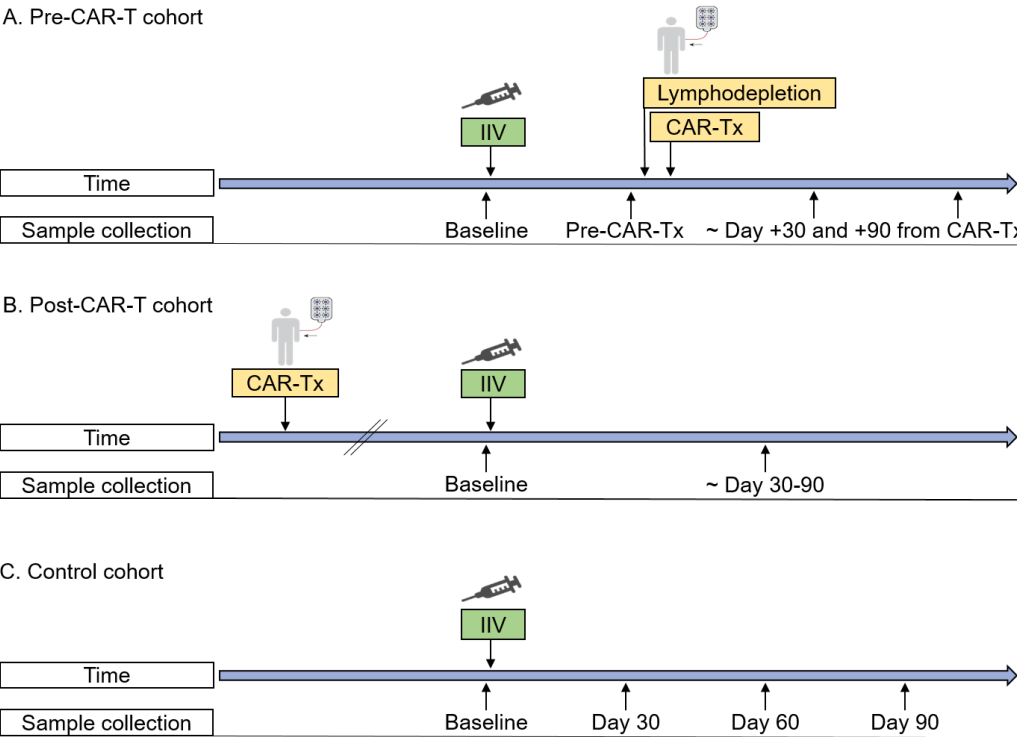 A. Pre-CAR-T cohort
Lymphodepletion
IIV
CAR-Tx
Time
Sample collection
Baseline
Pre-CAR-Tx
~ Day +30 and +90 from CAR-Tx
B. Post-CAR-T cohort
CAR-Tx
IIV
Time
Sample collection
Baseline
~ Day 30-90
C. Control cohort
IIV
Time
Sample collection
Baseline
Day 30
Day 60
Day 90